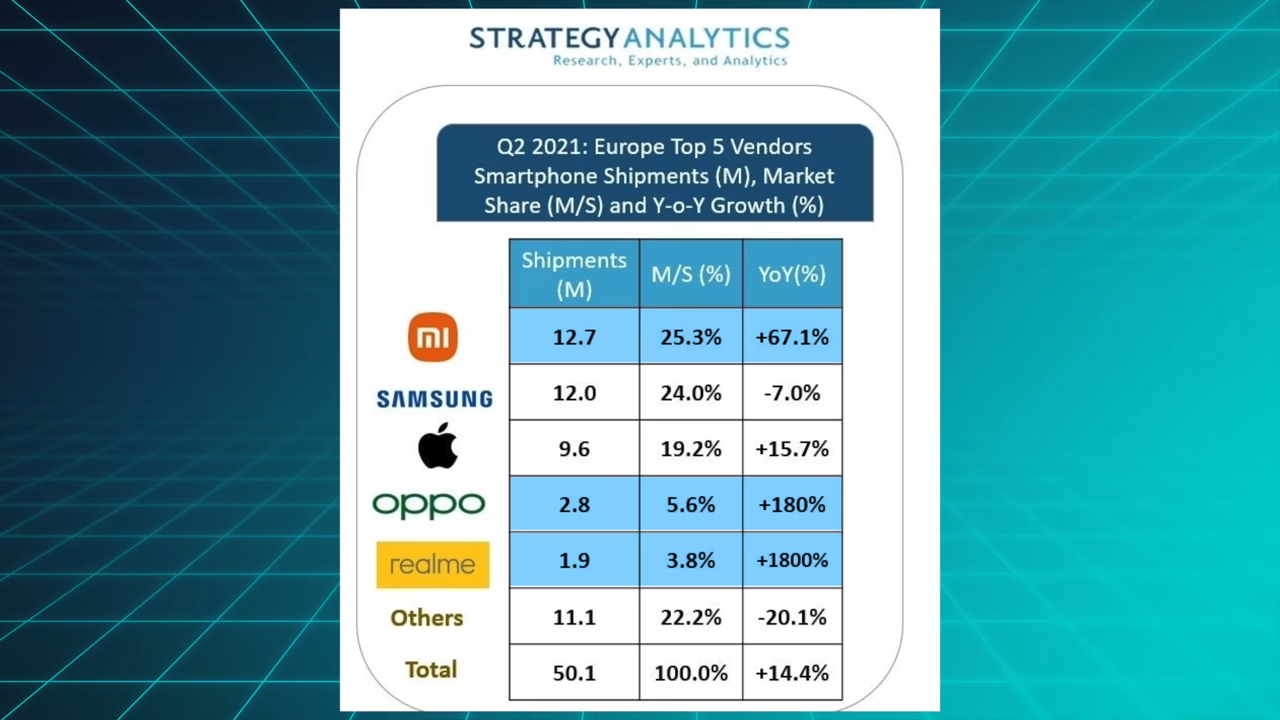 STRATEGYANALYTICS
Research, Experts, and Analytics
Q2 2021: Europe Top 5 Vendors
Smartphone Shipments (M), Market
Share (M/S) and Y-o-Y Growth (%)
Shipments (M) M/S (%) YoY(%)
MI 12.7 25.3% +67.1%
SAMSUNG 12.0 24.0% -7.0%
9.6 19.2% +15.7%
oppo 2.8 5.6% +180%
realme 1.9 3.8% +1800%
Others 11.1 22.2% -20.1%
Total 50.1 100.0% +14.4%